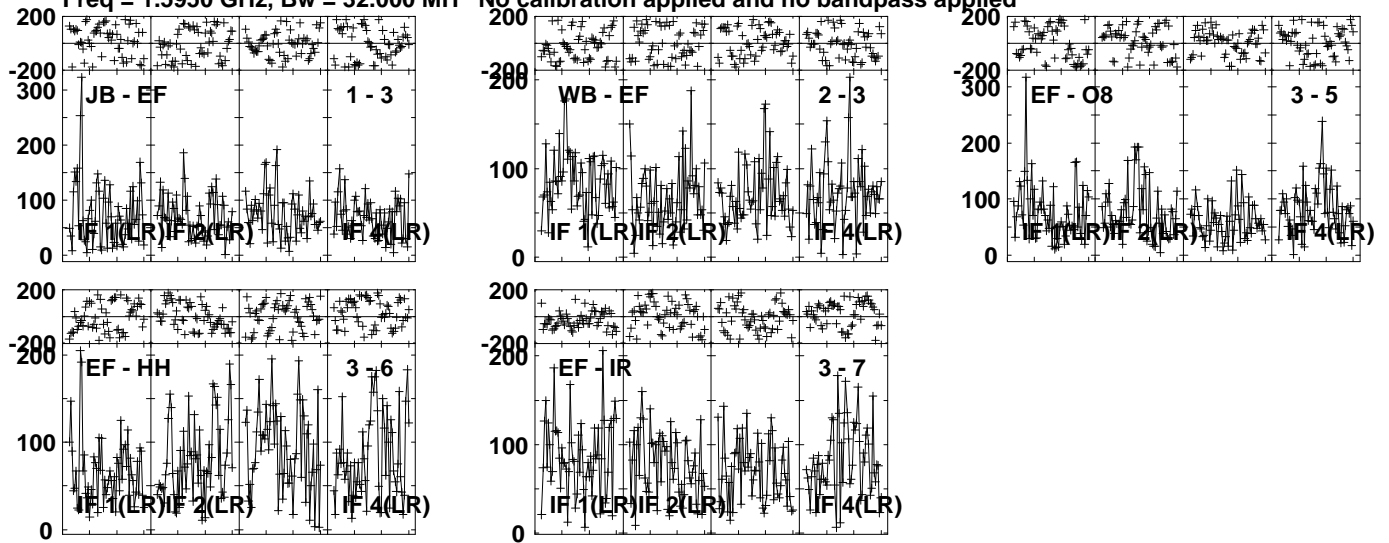 Freq = 1.5950 GHz, Bw = 32.000 MH No calibration applied and no bandpass applied
200
-200
300
200
100
0
JB - EF 1 - 3
IF 1(LR) IF 2(LR) IF 4(LR)
200
-200
200
100
0
WB - EF 2 - 3
IF 1(LR) IF 2(LR) IF 4(LR)
200
-200
300
200
100
0
EF - O8 3 - 5
IF 1(LR) IF 2(LR) IF 4(LR)
200
-200
200
100
0
EF - HH 3 - 6
IF 1(LR) IF 2(LR) IF 4(LR)
200
-200
200
100
0
EF - IR 3 - 7
IF 1(LR) IF 2(LR) IF 4(LR)